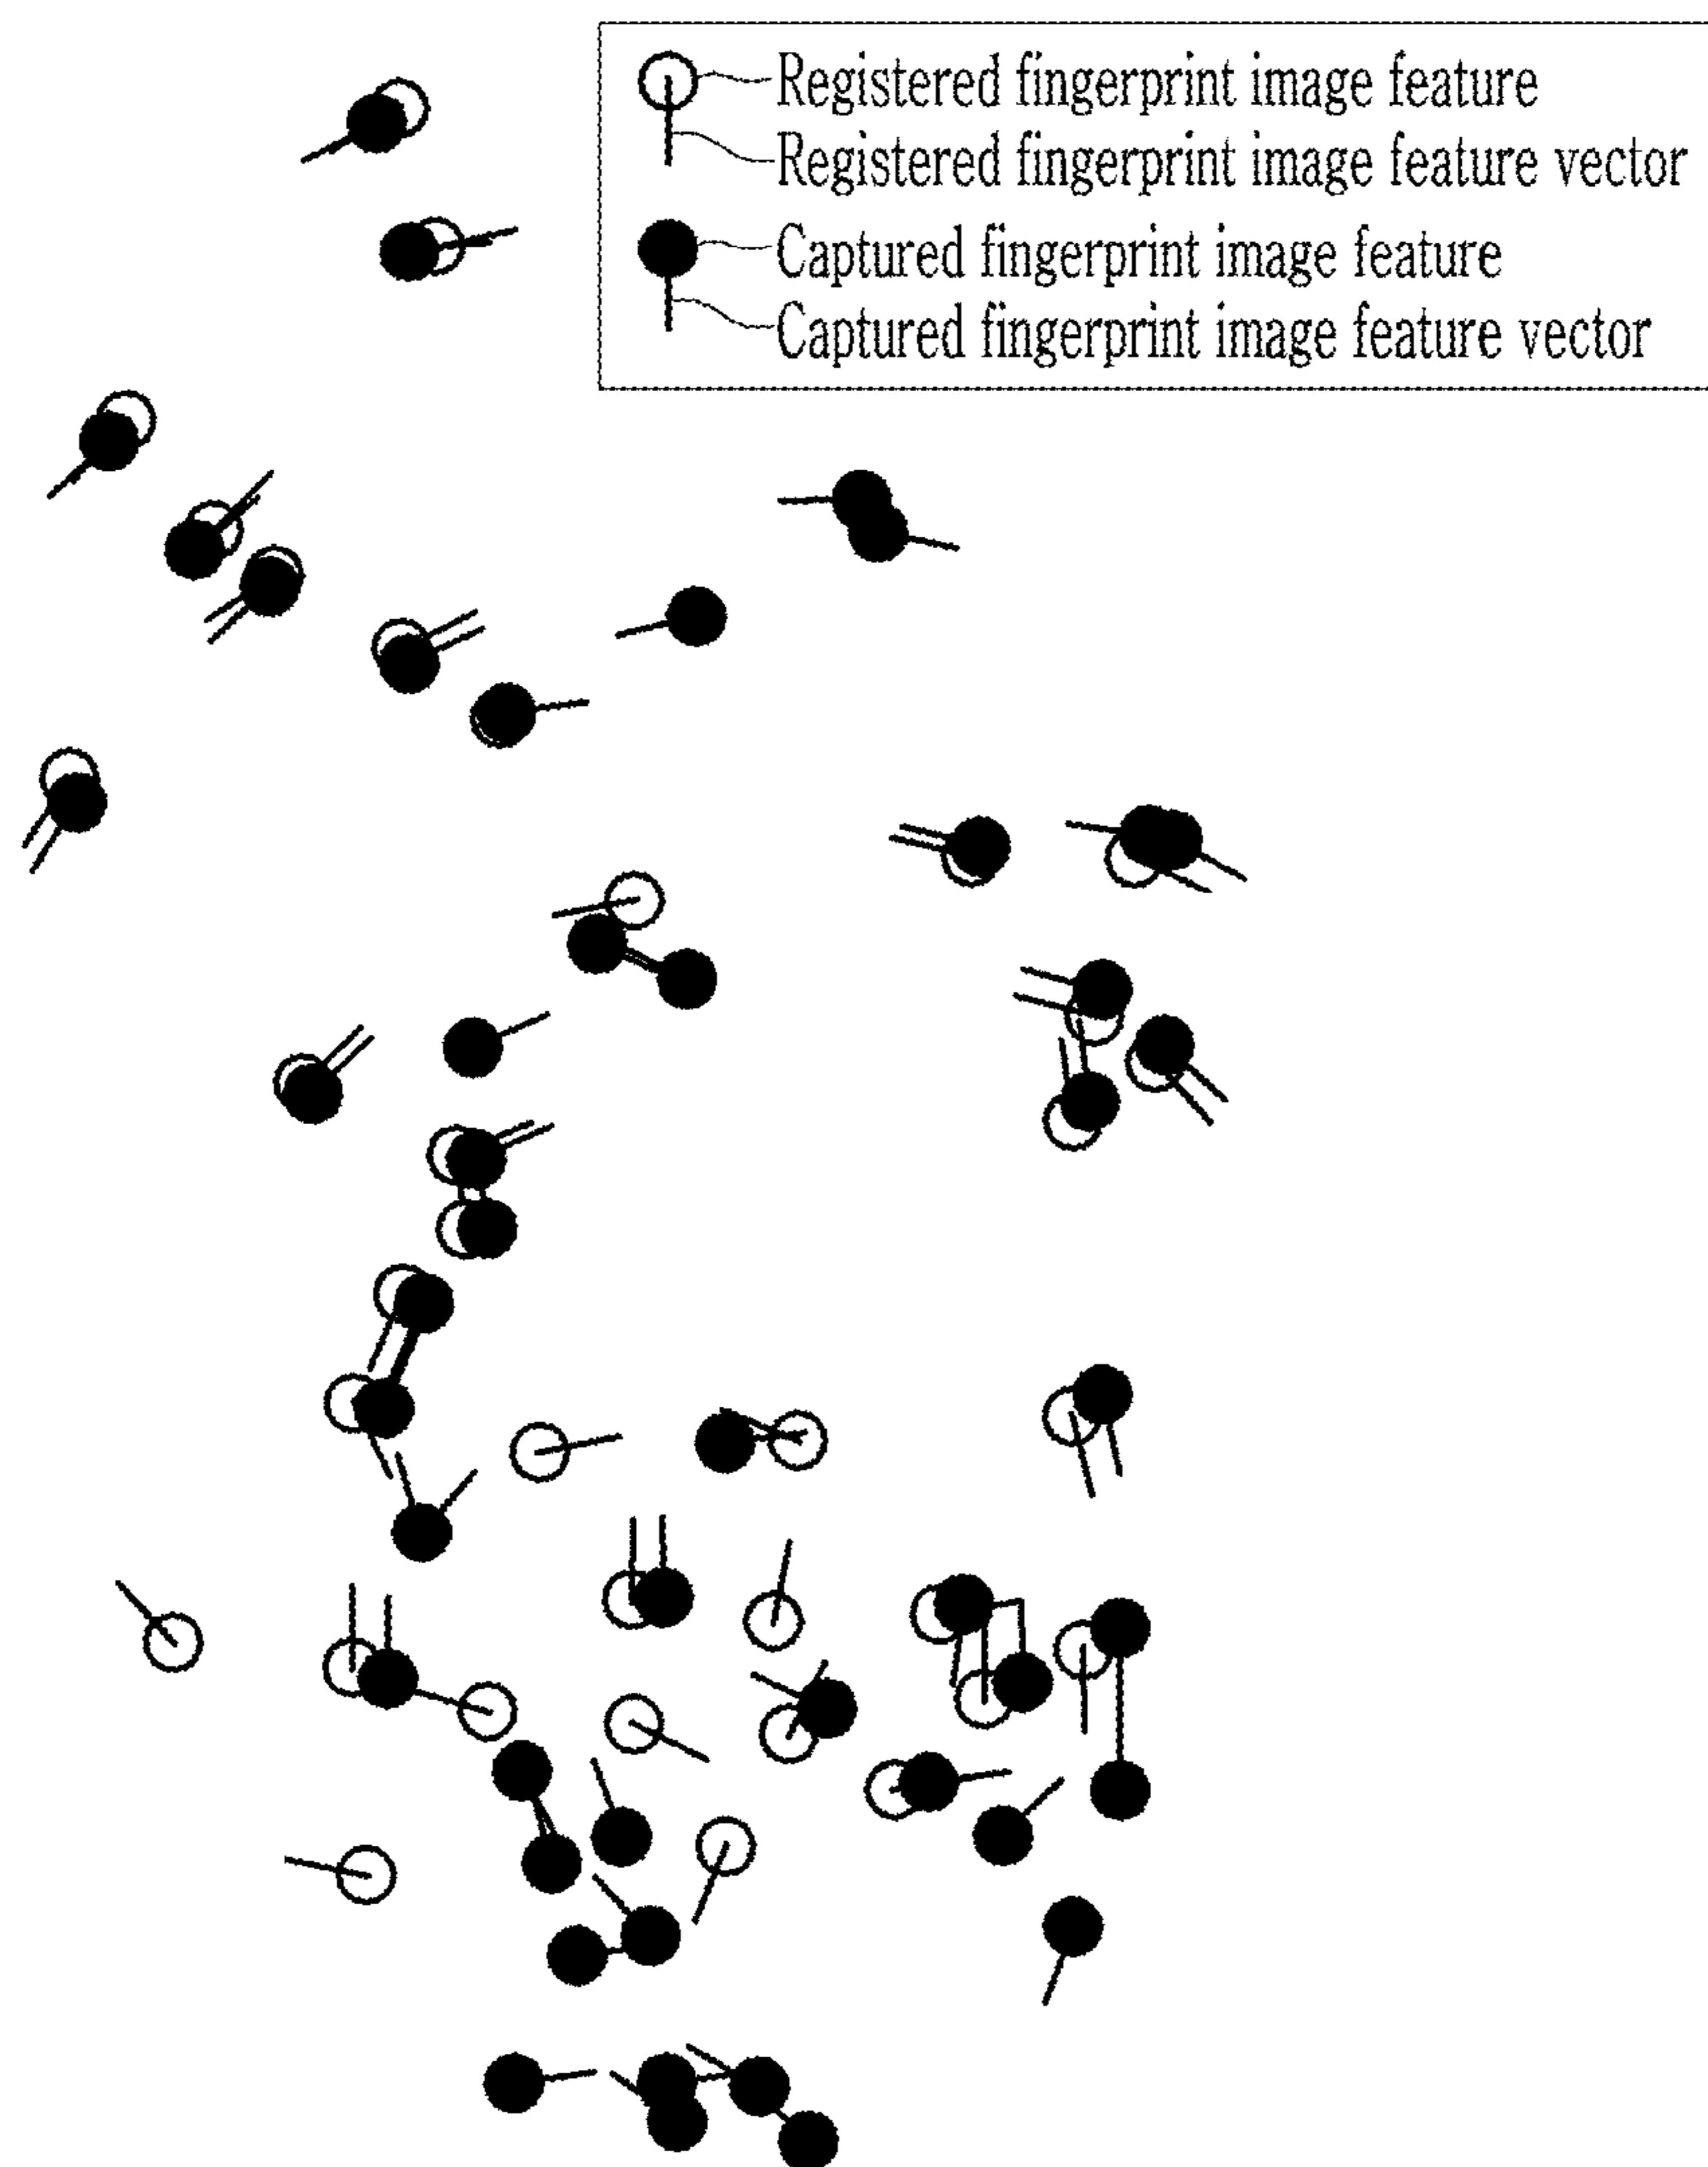 Registered fingerprint image feature
Registered fingerprint image feature vector
Captured fingerprint image feature
Captured fingerprint image feature vector